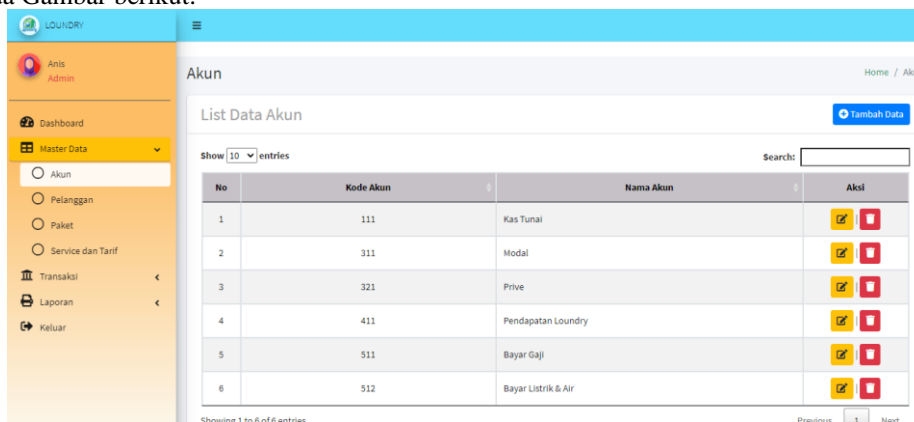 Gambar berikut:
LOUNDRY
Anis
Admin
Dashboard
Master Data
Akun
Pelanggan
Paket
Service dan Tarif
Transaksi
Laporan
Keluar
Akun
Home / Ak
List Data Akun
Tambah Data
Show 10 entries
Search:
No Kode Akun Nama Akun Aksi
1 111 Kas Tunai |
2 311 Modal |
3 321 Prive |
4 411 Pendapatan Loundry |
5 511 Bayar Gaji |
6 512 Bayar Listrik & Air |
Showing 1 to 6 of 6 entries
Previous 1 Next